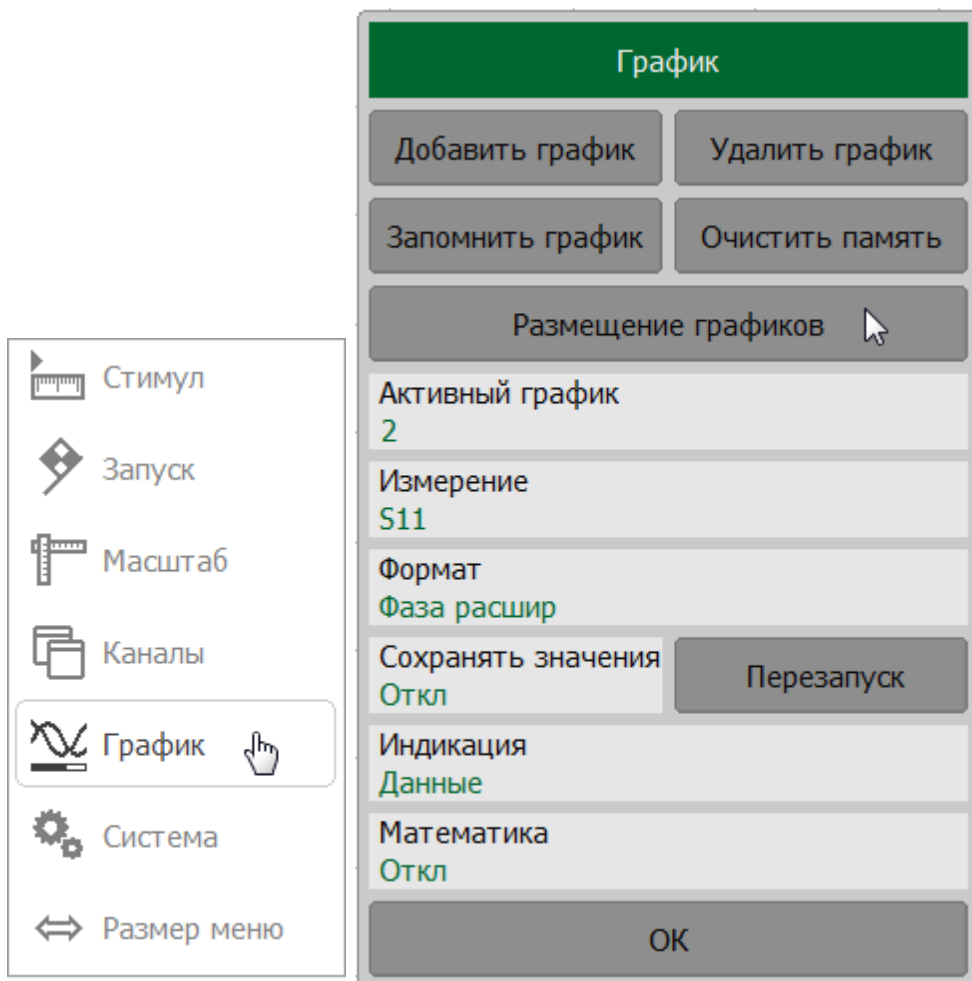 Стимул
Запуск
Масштаб
Каналы
График
Система
Размер меню
График
Добавить график
Удалить график
Запомнить график
Очистить память
Размещение графиков
Активный график
2
Измерение
S11
Формат
Фаза расшир
Сохранять значения
Откл
Перезапуск
Индикация
Данные
Математика
Откл
ОК